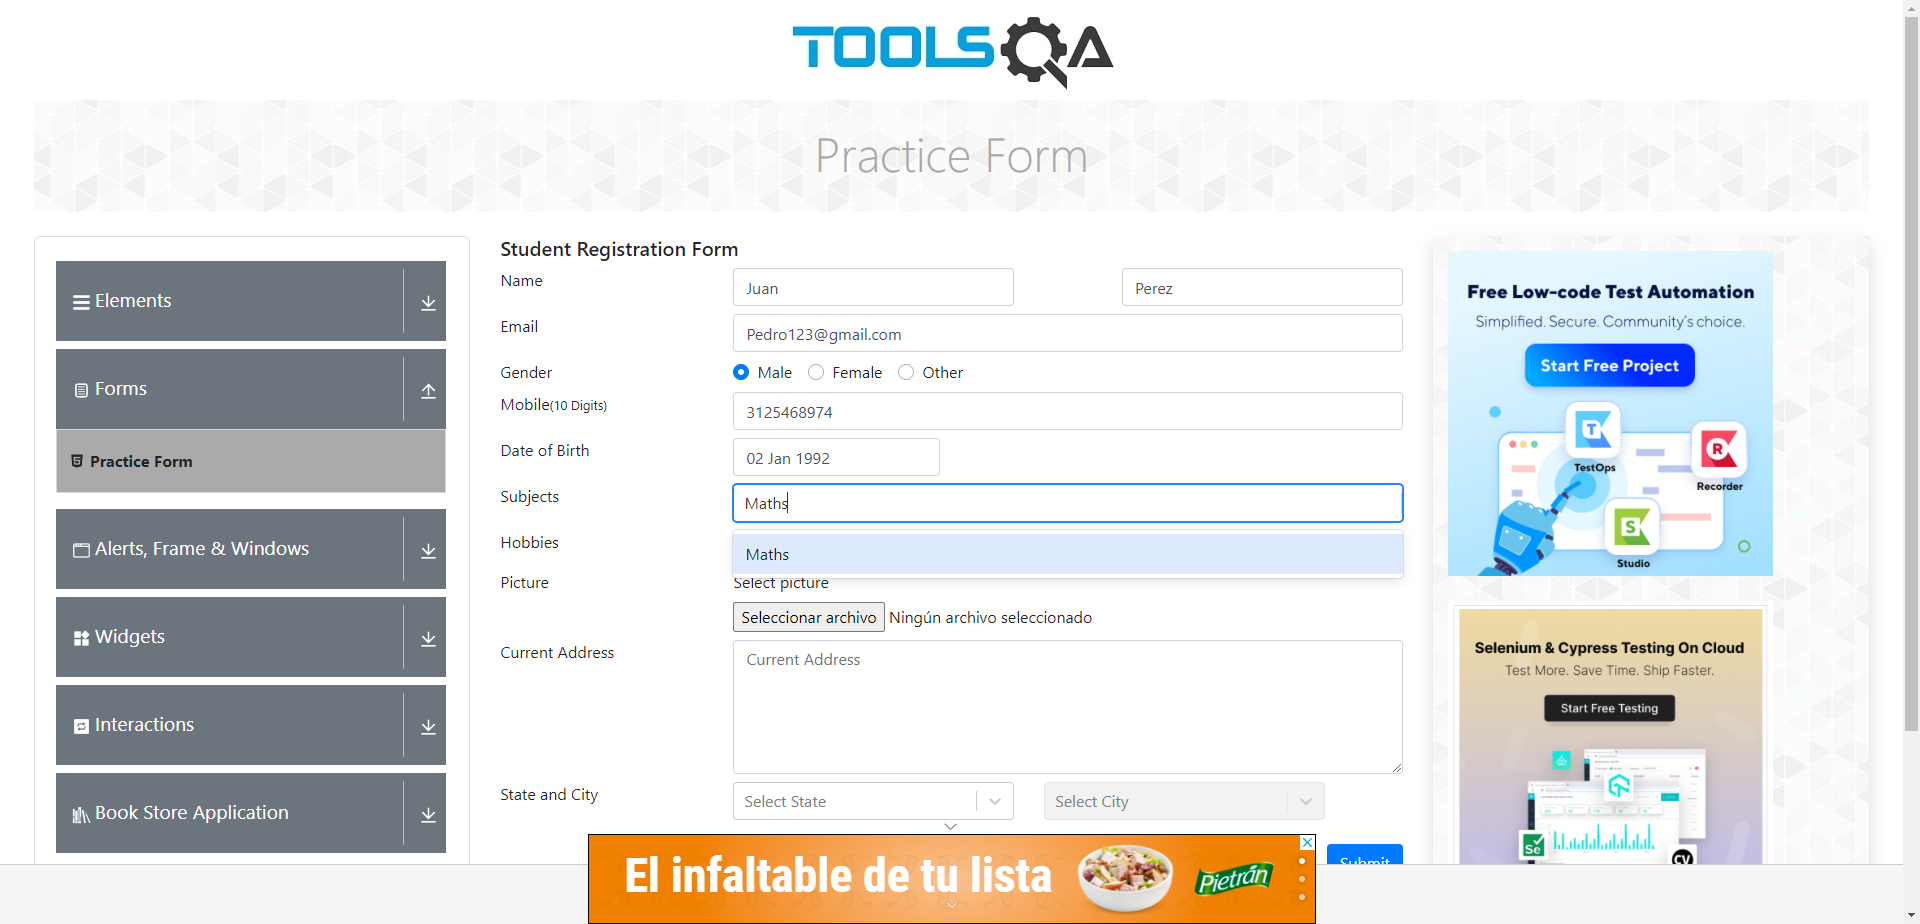 TOOLSQA
Practice Form
Elements
Forms
Practice Form
Alerts, Frame & Windows
Widgets
Interactions
Book Store Application
Student Registration Form
Name
Juan
Perez
Email
Pedro123@gmail.com
Gender
Male
Female
Other
Mobile(10 Digits)
3125468974
Date of Birth
02 Jan 1992
Subjects
Maths
Maths
Hobbies
Picture
Select picture
Seleccionar archivo Ningún archivo seleccionado
Current Address
Current Address
State and City
Select State
Select City
Submit
Free Low-code Test Automation
Simplified. Secure. Community's choice.
Start Free Project
T
TestOps
R
Recorder
S
Studio
Selenium & Cypress Testing On Cloud
Test More. Save Time. Ship Faster.
Start Free Testing
Se
CV
El infaltable de tu lista
Pietrán